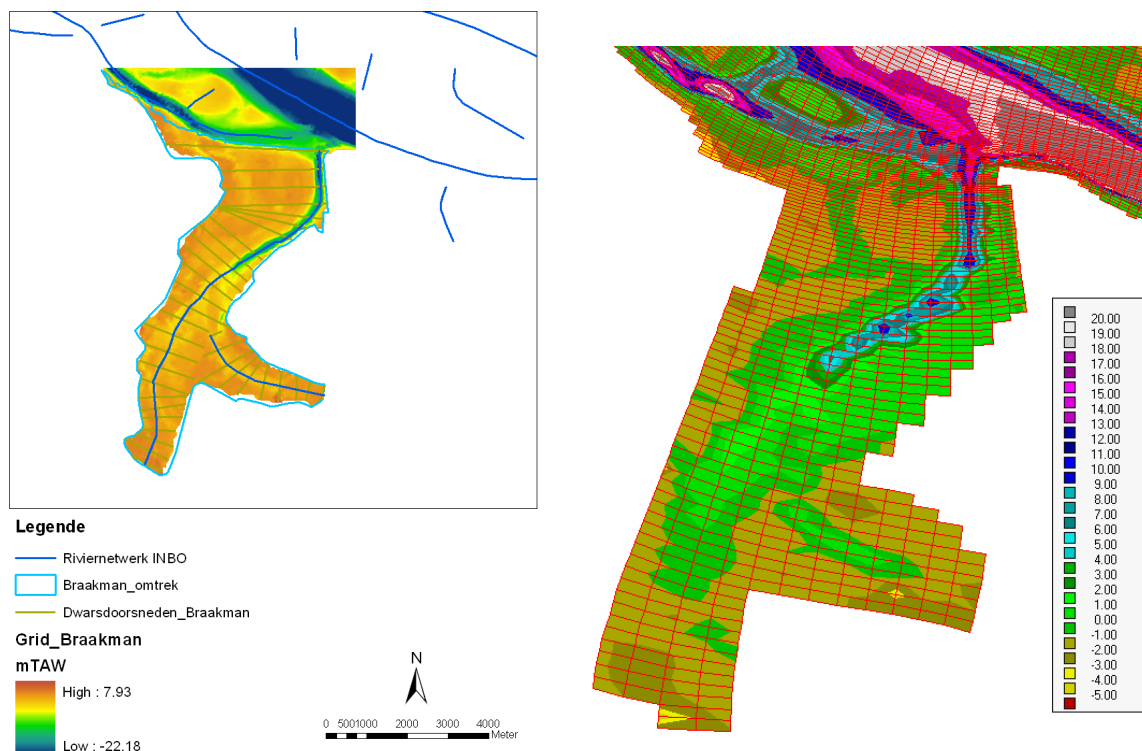 Legende
Riviernetwerk INBO
Braakman_omtrek
Dwarsdoorsneden_Braakman
Grid_Braakman
mTAW
High : 7.93
Low : -22.18
N
0 5001000 2000 3000 4000
Meter
20.00
19.00
18.00
17.00
16.00
15.00
14.00
13.00
12.00
11.00
10.00
9.00
8.00
7.00
6.00
5.00
4.00
3.00
2.00
1.00
0.00
-1.00
-2.00
-3.00
-4.00
-5.00